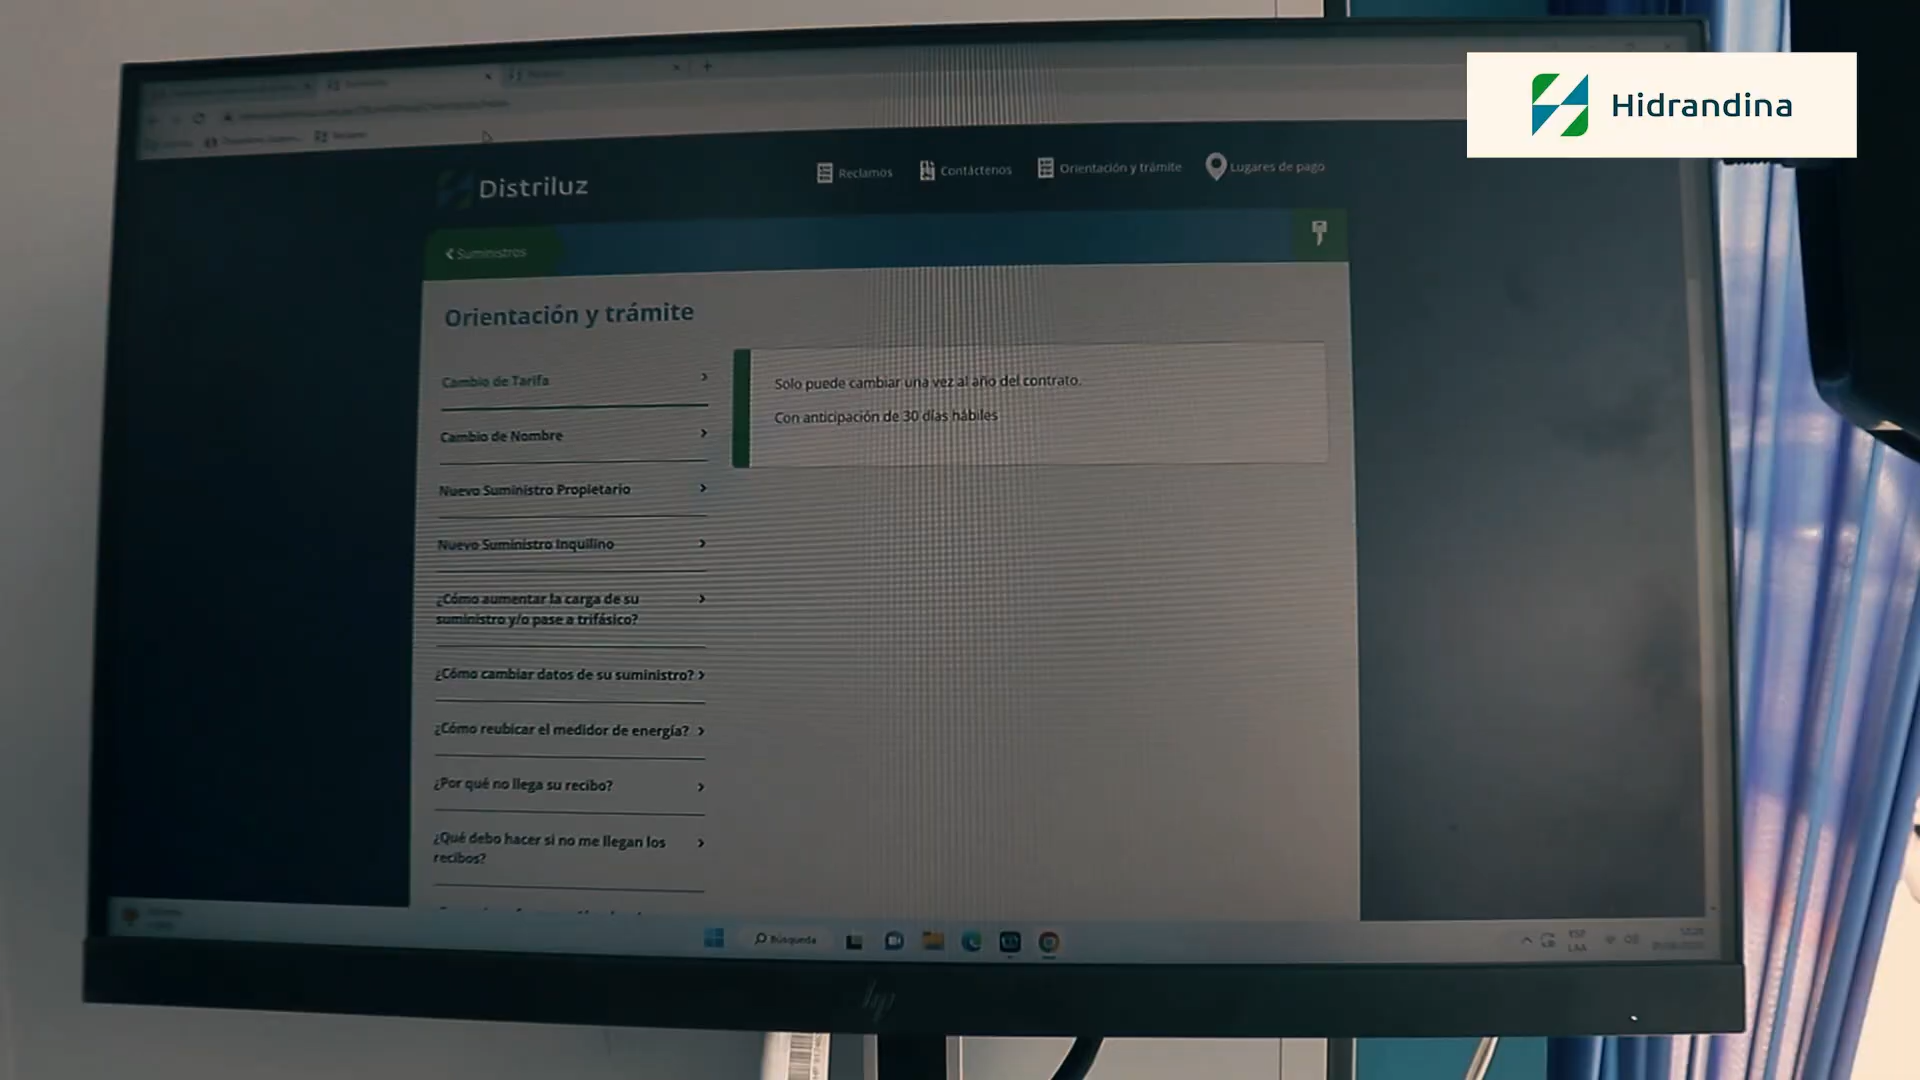 Hidrandina
Distriluz
Reclamos
Contáctenos
Orientación y trámite
Lugares de pago
Suministros
Orientación y trámite
Cambio de Tarifa
Cambio de Nombre
Nuevo Suministro Propietario
Nuevo Suministro Inquilino
¿Cómo aumentar la carga de su
suministro y/o pase a trifásico?
¿Cómo cambiar datos de su suministro?
¿Cómo reubicar el medidor de energía?
¿Por qué no llega su recibo?
¿Qué debo hacer si no me llegan los
recibos?
Solo puede cambiar una vez al año del contrato.
Con anticipación de 30 días hábiles
Búsqueda
ESP
LAA
hp